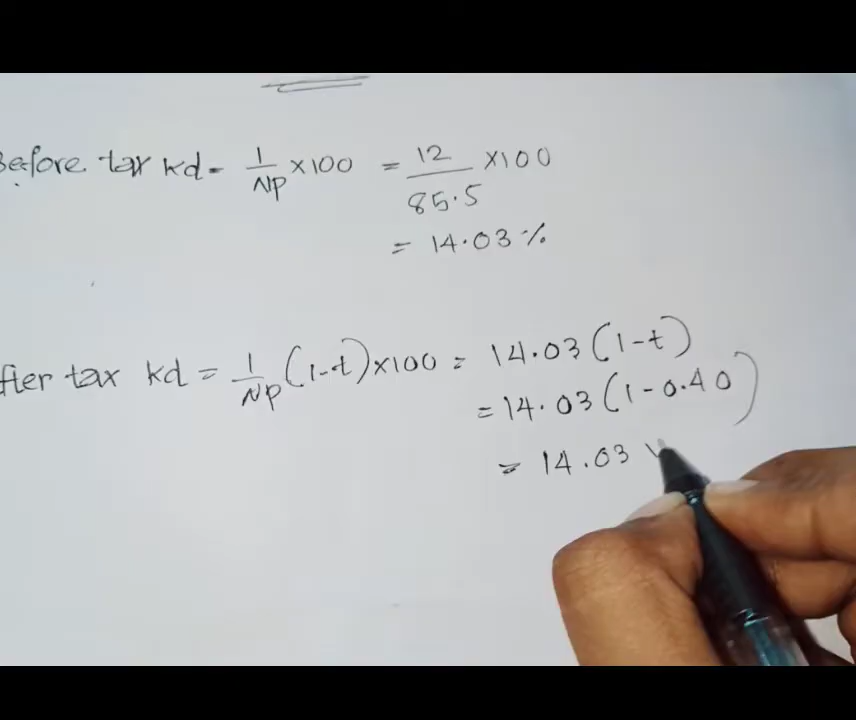 Before tax Kd = 1/NP ×100 = 12/85.5 ×100
= 14.03%
fter tax Kd = 1/NP (1-t)×100 = 14.03(1-t)
= 14.03(1-0.40)
= 14.03